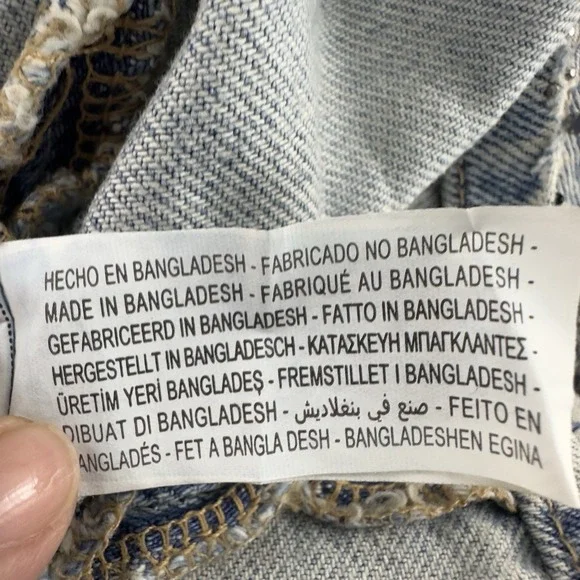 HECHO EN BANGLADESH - FABRICADO NO BANGLADESH -
MADE IN BANGLADESH - FABRIQUÉ AU BANGLADESH -
GEFABRICEERD IN BANGLADESH - FATTO IN BANGLADESH -
HERGESTELLT IN BANGLADESCH - ΚΑΤΑΣΚΕΥΗ ΜΠΑΓΚΛΑΝΤΕΣ -
ÜRETİM YERİ BANGLADEŞ - FREMSTILLET I BANGLADESH -
DIBUAT DI BANGLADESH - صنع في بنغلاديش - FEITO EN
BANGLADÉS - FET A BANGLA DESH - BANGLADESHEN EGINA